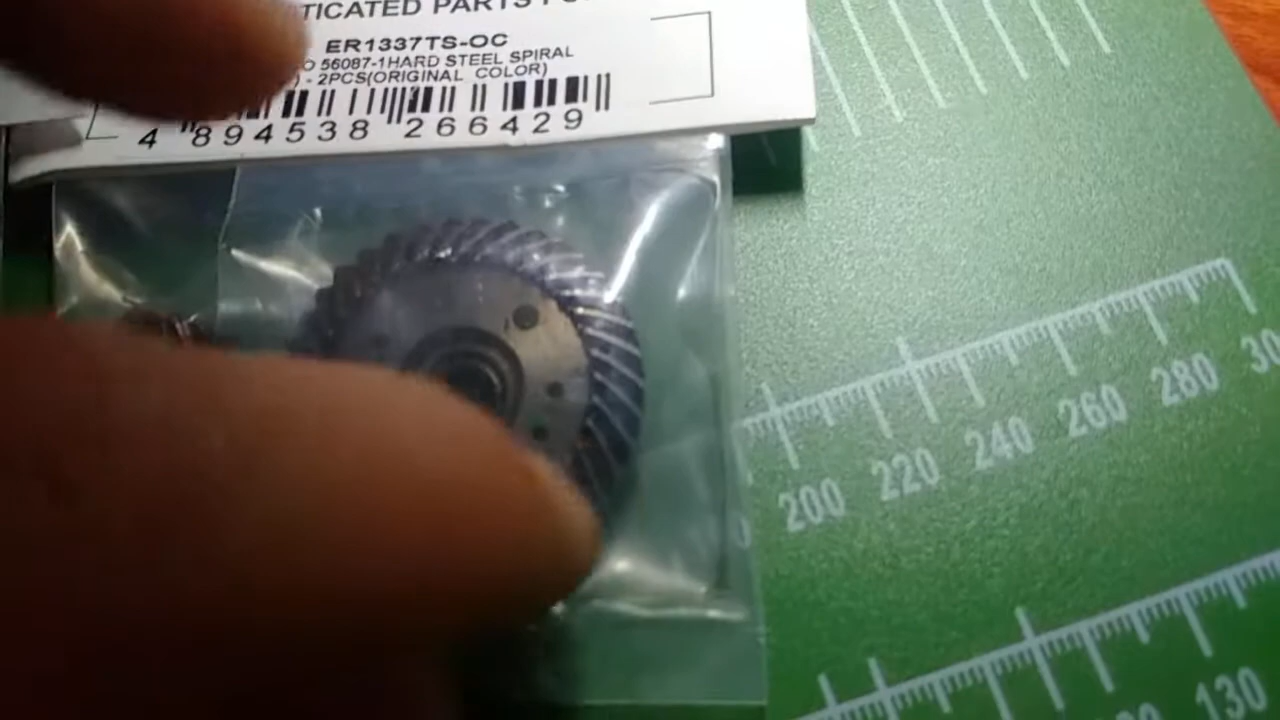 PARTS
ER1337TS-OC
56087-1HARD STEEL SPIRAL
- 2PCS(ORIGINAL COLOR)
4 894538 266429
200 220 240 260 280
130